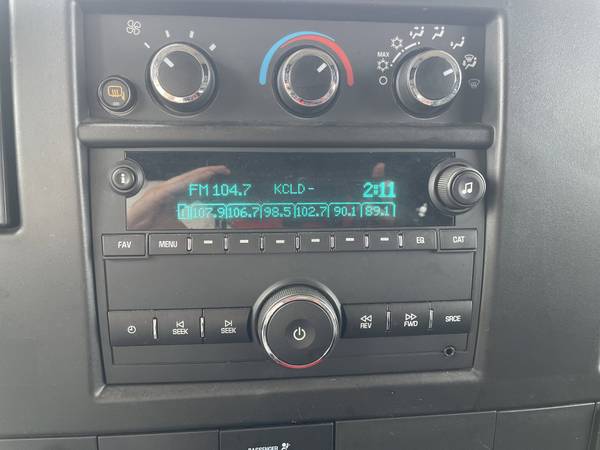 MAX
FM 104.7 KCLD- 2:11
1 107.9 106.7 98.5 102.7 90.1 89.1
FAV MENU EQ CAT
SEEK SEEK REV FWD SRCE
PASSENGER